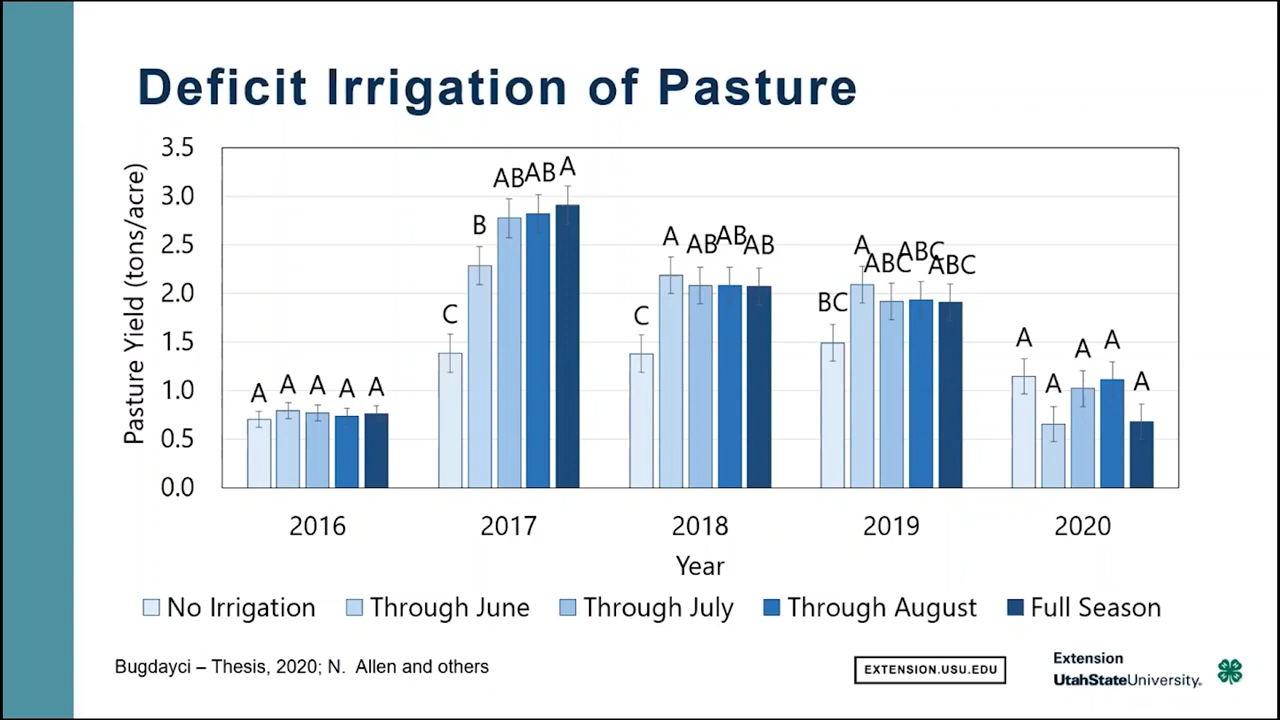 Deficit Irrigation of Pasture
Pasture Yield (tons/acre)
3.5
3.0
2.5
2.0
1.5
1.0
0.5
0.0
A A A A A
C B AB AB A
C A AB AB AB
BC A ABC ABC ABC
A A A A A
2016 2017 2018 2019 2020
Year
No Irrigation Through June Through July Through August Full Season
Bugdayci – Thesis, 2020; N. Allen and others
EXTENSION.USU.EDU
Extension
UtahStateUniversity.